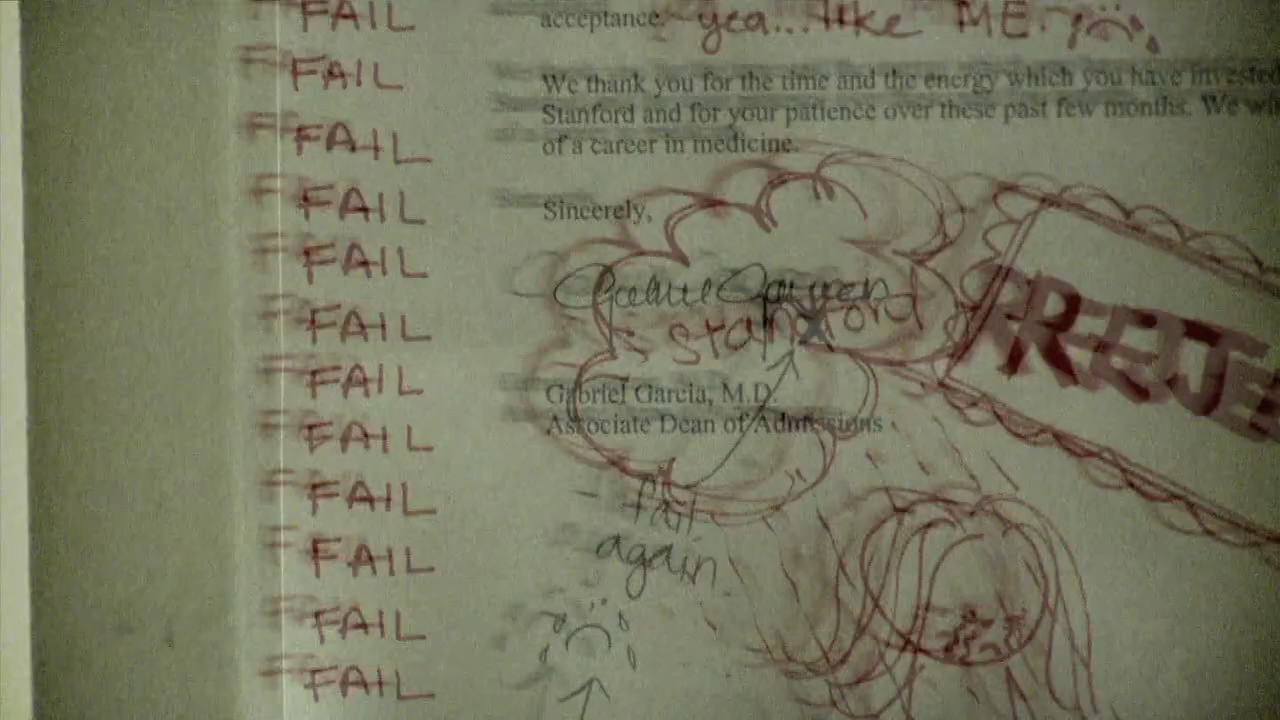 FAIL
FAIL
FAIL
FAIL
FAIL
FAIL
FAIL
FAIL
FAIL
FAIL
FAIL
FAIL
acceptance. yea...like ME.
We thank you for the time and the energy which you have invested
Stanford and for your patience over these past few months. We
of a career in medicine.
Sincerely,
stanford
Gabriel Garcia, M.D.
Associate Dean of Admissions
fail
again
REJE